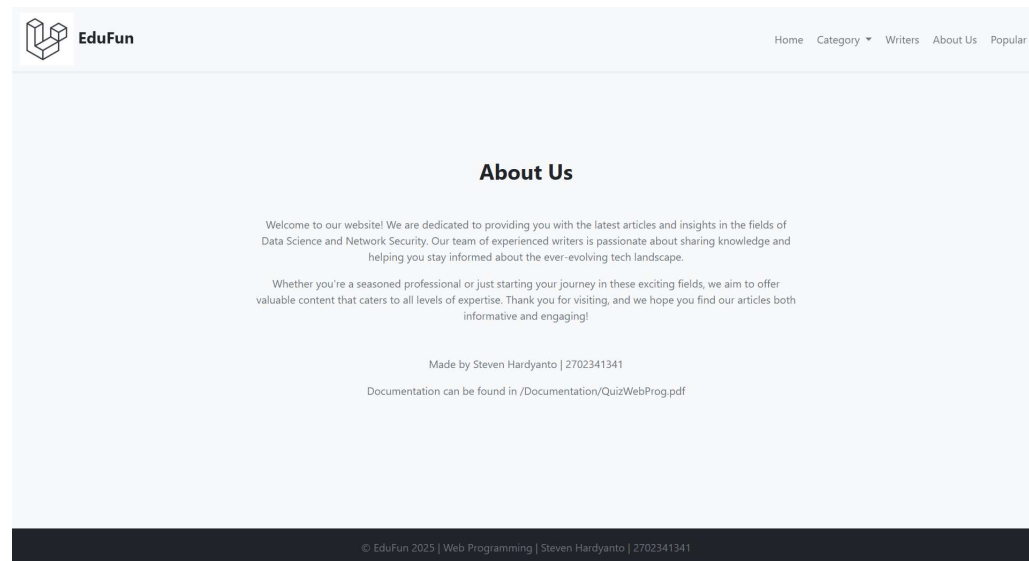 EduFun
Home Category Writers About Us Popular
About Us
Welcome to our website! We are dedicated to providing you with the latest articles and insights in the fields of
Data Science and Network Security. Our team of experienced writers is passionate about sharing knowledge and
helping you stay informed about the ever-evolving tech landscape.
Whether you're a seasoned professional or just starting your journey in these exciting fields, we aim to offer
valuable content that caters to all levels of expertise. Thank you for visiting, and we hope you find our articles both
informative and engaging!
Made by Steven Hardyanto | 2702341341
Documentation can be found in /Documentation/QuizWebProg.pdf
© EduFun 2025 | Web Programming | Steven Hardyanto | 2702341341